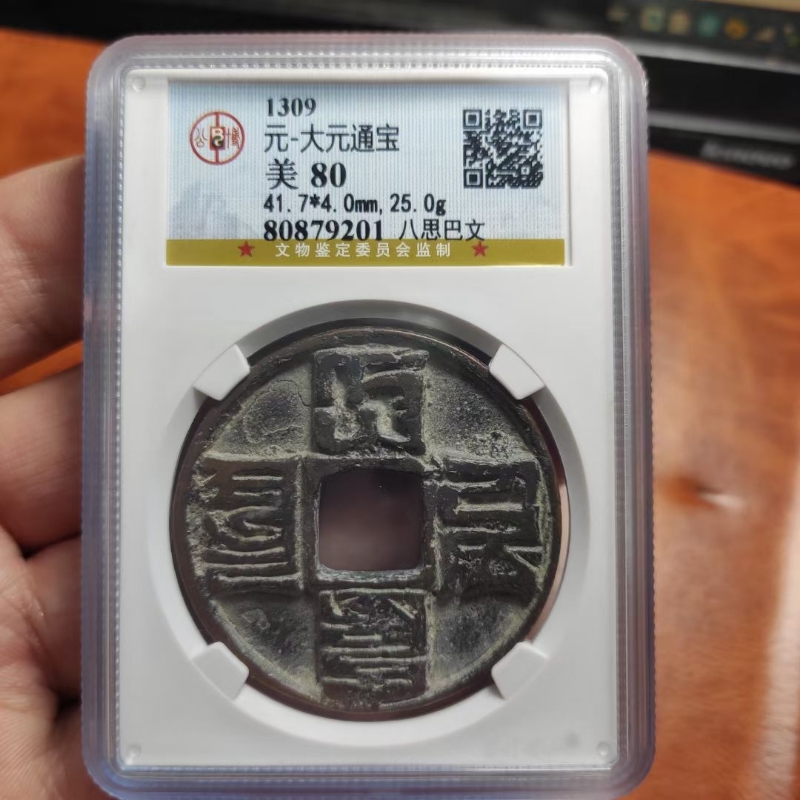 1309
元-大元通宝
美 80
41.7*4.0mm,25.0g
80879201 八思巴文
★ 文物鉴定委员会监制 ★